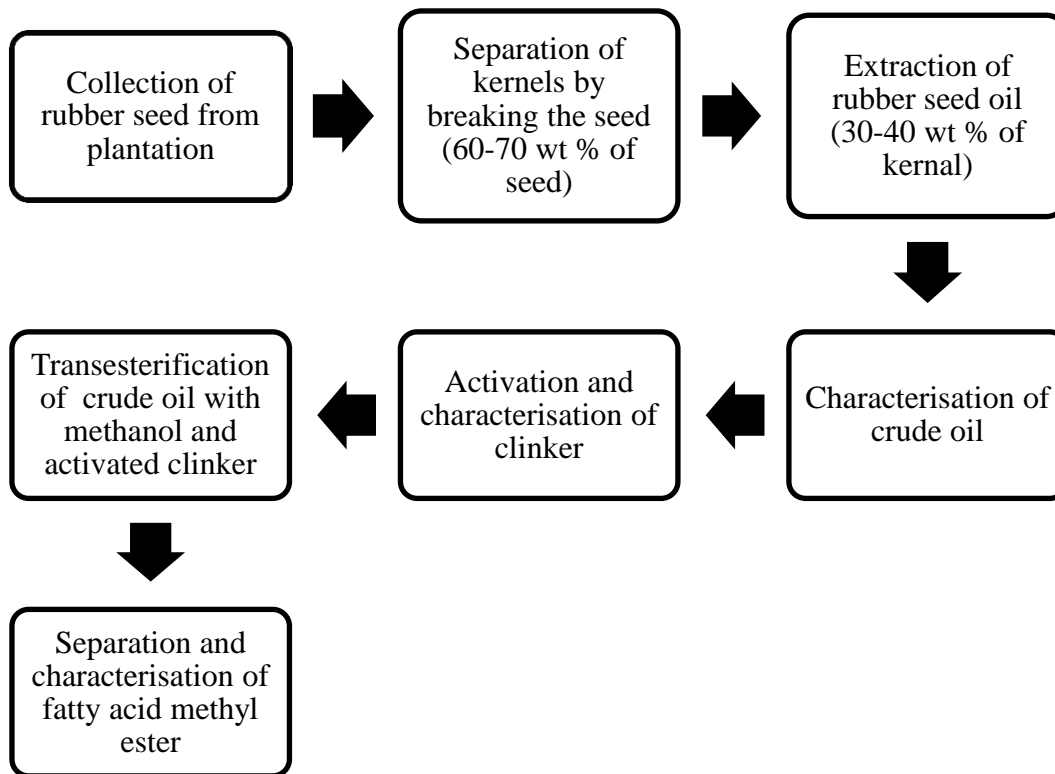 Collection of
rubber seed from
plantation
Separation of
kernels by
breaking the seed
(60-70 wt % of
seed)
Extraction of
rubber seed oil
(30-40 wt % of
kernal)
Characterisation of
crude oil
Activation and
characterisation of
clinker
Transesterification
of crude oil with
methanol and
activated clinker
Separation and
characterisation of
fatty acid methyl
ester